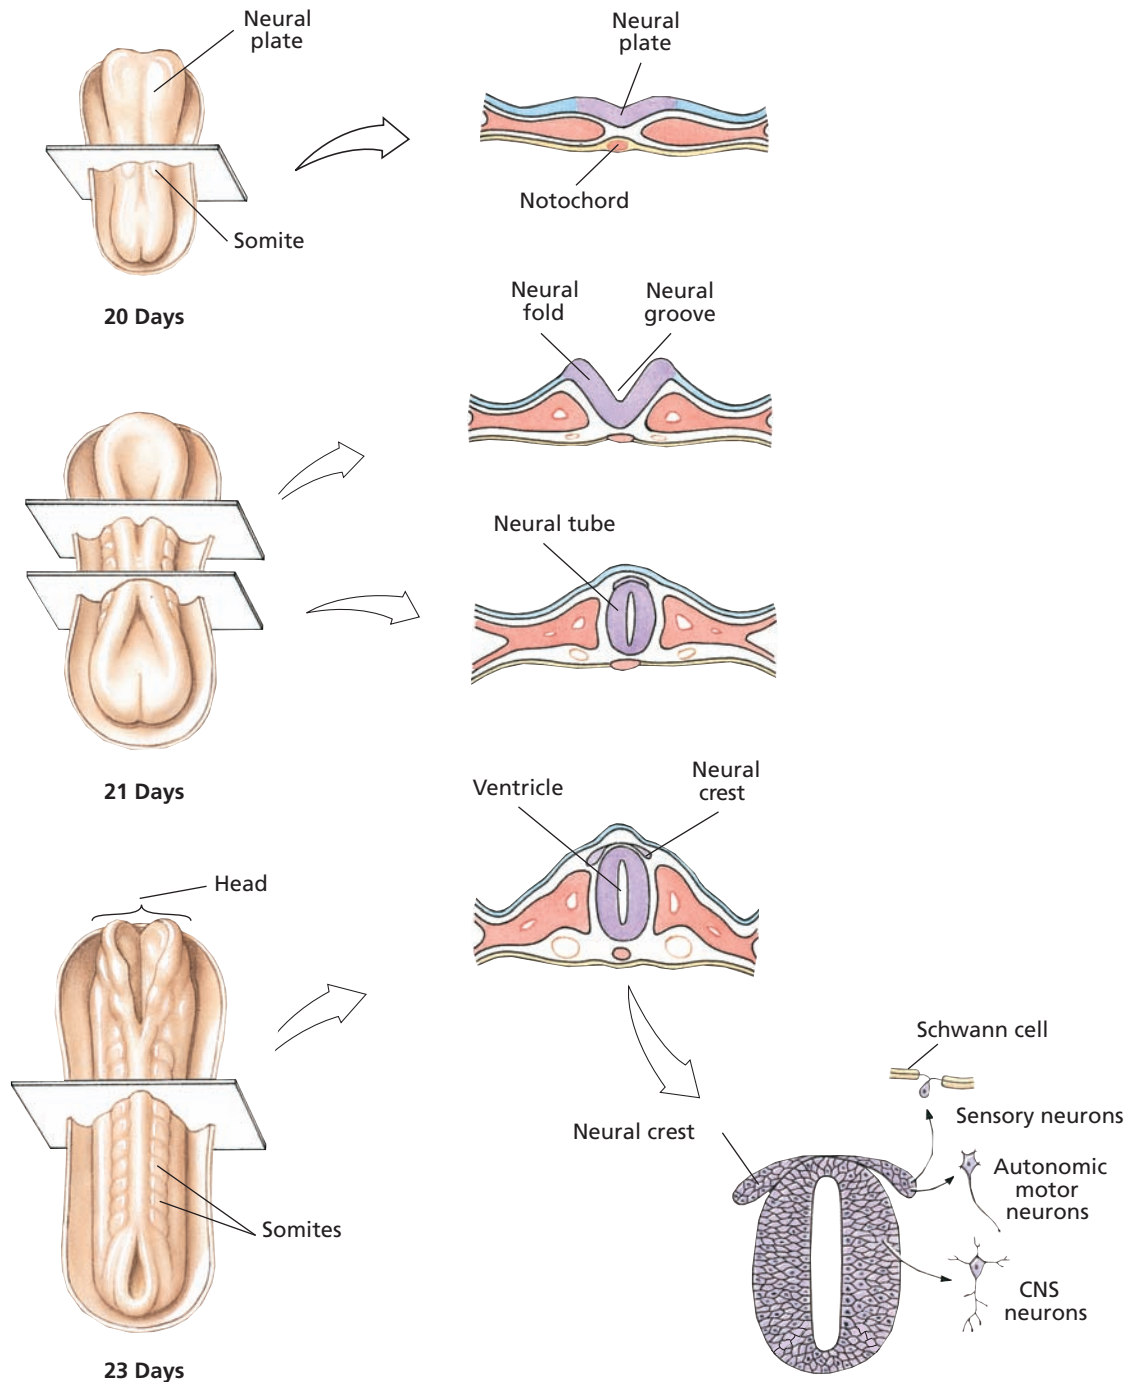 Neural
plate
Neural
plate
Notochord
Somite
20 Days
Neural
fold
Neural
groove
Neural tube
21 Days
Ventricle
Neural
crest
Head
Schwann cell
Sensory neurons
Neural crest
Autonomic
motor
neurons
Somites
CNS
neurons
23 Days